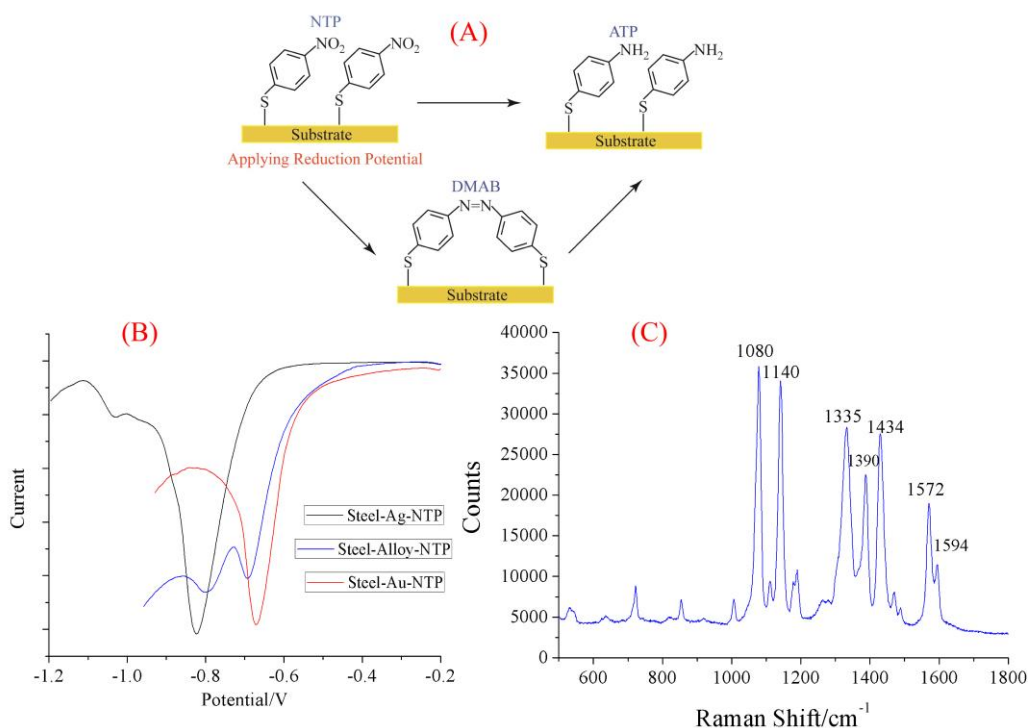 NTP
(A)
ATP
NO₂
NO₂
NH₂
NH₂
S
S
S
S
Substrate
Substrate
Applying Reduction Potential
DMAB
N=N
S
S
Substrate
(B)
Current
Steel-Ag-NTP
Steel-Alloy-NTP
Steel-Au-NTP
-1.2 -1.0 -0.8 -0.6 -0.4 -0.2
Potential/V
(C)
Counts
40000
35000
30000
25000
20000
15000
10000
5000
0
1080
1140
1335
1434
1390
1572
1594
600 800 1000 1200 1400 1600 1800
Raman Shift/cm⁻¹